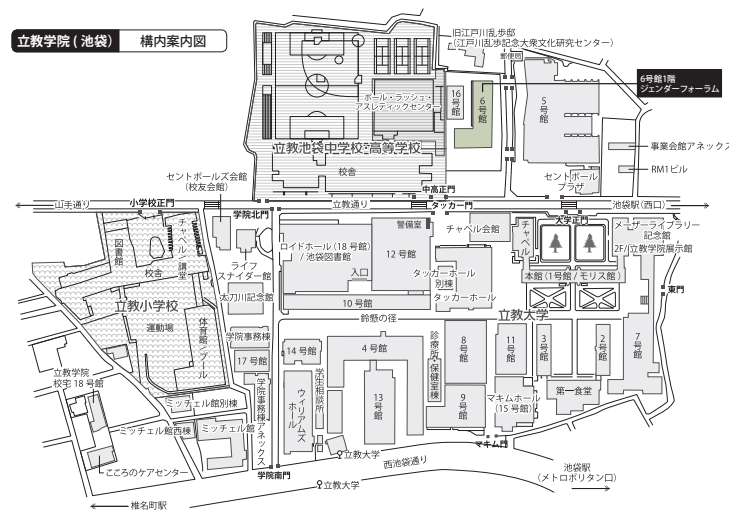 立教学院 ( 池袋 )
構内案内図
旧江戸川乱歩邸
（江戸川乱歩記念大衆文化研究センター）
郵便局
6号館1階
ジェンダーフォーラム
ポール・ラッシュ・
アスレティックセンター
16号館
6号館
5号館
立教池袋中学校・高等学校
校舎
事業会館アネックス
RM1ビル
セントポールズ会館
（校友会館）
セントポール
プラザ
中高正門
山手通り
小学校正門
立教通り
タッカー門
池袋駅（西口）
学院北門
大学正門
警備室
チャペル会館
チャペル
メーザーライブラリー
記念館
2F/ 立教学院展示館
図書館
チャペル / 講堂
校舎
ロイドホール（18 号館）
/ 池袋図書館
12 号館
入口
ライフ
スナイダー館
タッカーホール
別棟
タッカーホール
本館（1号館 / モリス館）
東門
太刀川記念館
10 号館
立教小学校
運動場
体育館 / プール
鈴懸の径
立教大学
学院事務棟
17 号館
14 号館
4 号館
診療所 / 保健室棟
8号館
11号館
3号館
2号館
7号館
立教学院
校宅 18 号館
学院事務棟アネックス
学生相談所
ウィリアムズホール
13号館
9号館
マキムホール
（15 号館）
第一食堂
ミッチェル館別棟
ミッチェル館西棟
ミッチェル館
マキム門
こころのケアセンター
学院南門
立教大学
西池袋通り
池袋駅
（メトロポリタン口）
立教大学
椎名町駅